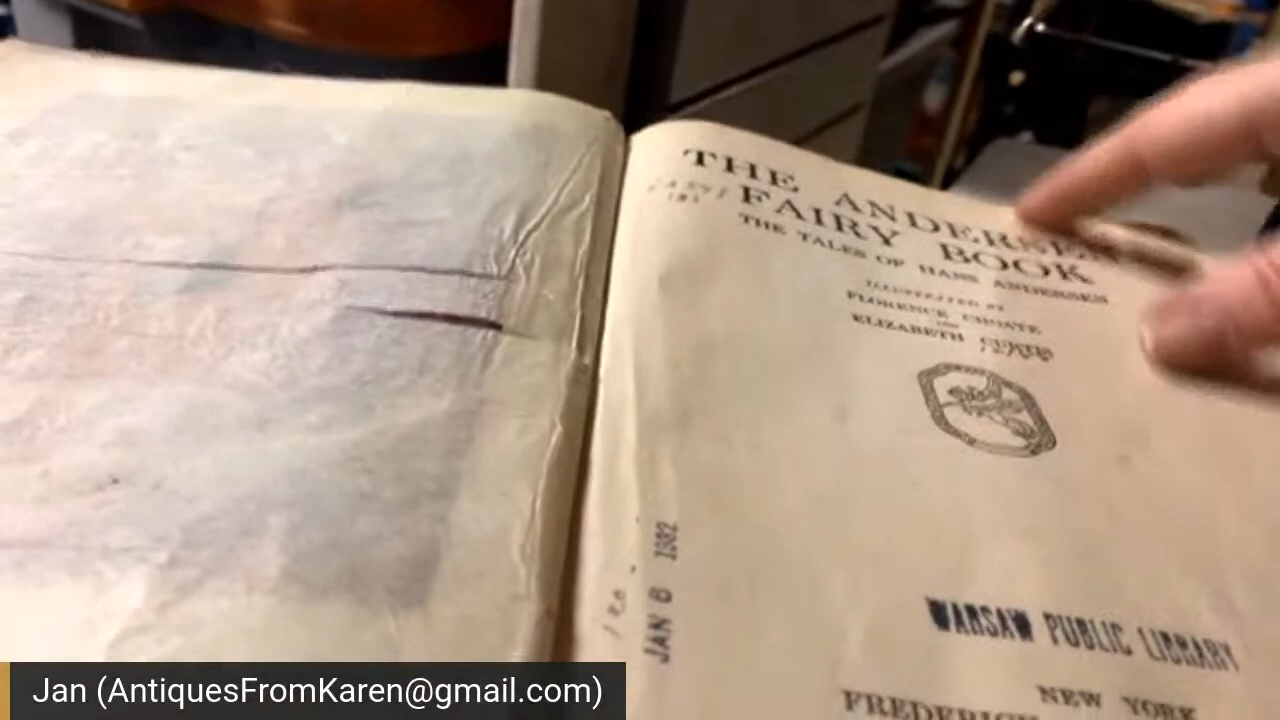 THE ANDERSEN
FAIRY BOOK
THE TALES OF HANS ANDERSEN
ILLUSTRATED BY
FLORENCE CHOATE
AND
ELIZABETH CURTIS
JAN 6 1982
WARSAW PUBLIC LIBRARY
NEW YORK
FREDERICK
Jan (AntiquesFromKaren@gmail.com)